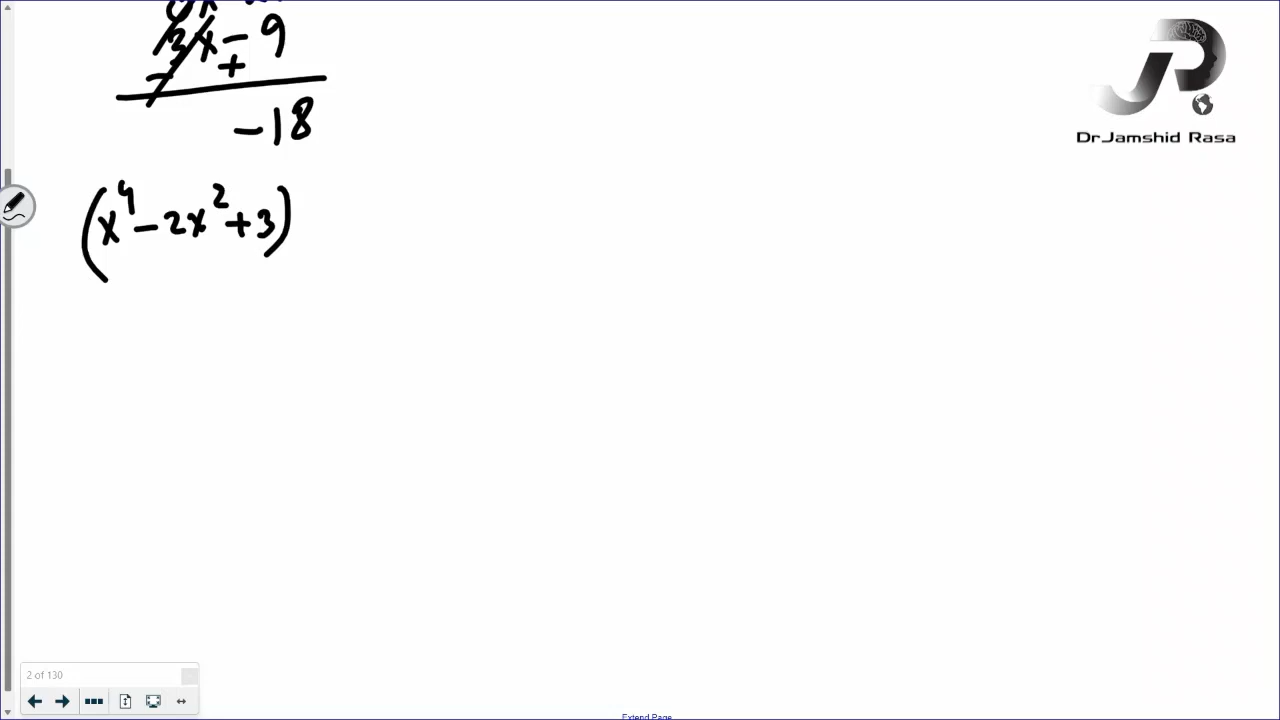 3x - 9
- +
-18
(x⁴ - 2x² + 3)
DrJamshid Rasa
2 of 130
Extend Page